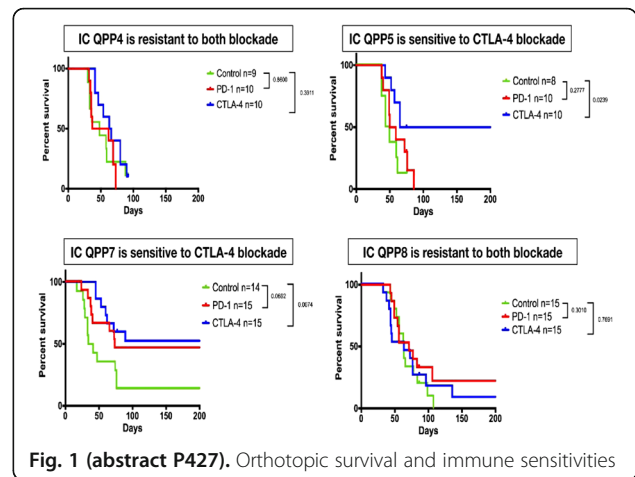 IC QPP4 is resistant to both blockade
Percent survival
100
50
0
0 50 100 150 200
Days
Control n=9
PD-1 n=10
CTLA-4 n=10
0.3911
IC QPP5 is sensitive to CTLA-4 blockade
Percent survival
100
50
0
0 50 100 150 200
Days
Control n=8
PD-1 n=10
CTLA-4 n=10
0.2777
0.0239
IC QPP7 is sensitive to CTLA-4 blockade
Percent survival
100
50
0
0 50 100 150 200
Days
Control n=14
PD-1 n=15
CTLA-4 n=15
0.0074
IC QPP8 is resistant to both blockade
Percent survival
100
50
0
0 50 100 150 200
Days
Control n=15
PD-1 n=15
CTLA-4 n=15
0.3010
0.7691
Fig. 1 (abstract P427). Orthotopic survival and immune sensitivities